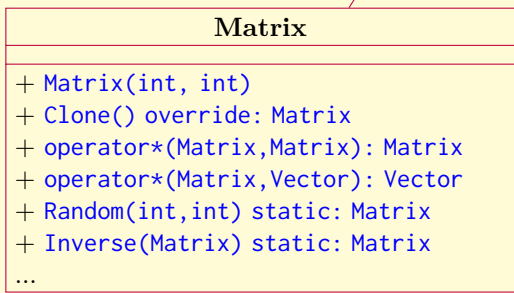 Matrix
+ Matrix(int, int)
+ Clone() override: Matrix
+ operator*(Matrix,Matrix): Matrix
+ operator*(Matrix,Vector): Vector
+ Random(int,int) static: Matrix
+ Inverse(Matrix) static: Matrix
...